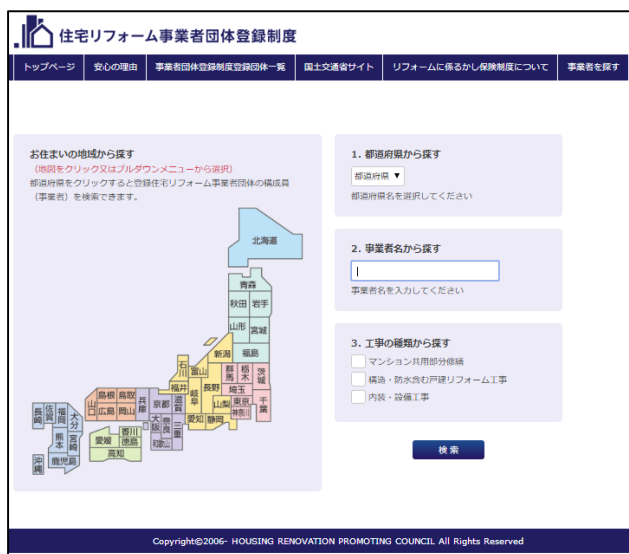 住宅リフォーム事業者団体登録制度
トップページ 安心の理由 事業者団体登録制度登録団体一覧 国土交通省サイト リフォームに係るかし保険制度について 事業者を探す
お住まいの地域から探す
(地図をクリック又はプルダウンメニューから選択)
都道府県をクリックすると登録住宅リフォーム事業者団体の構成員
(事業者)を検索できます。
北海道
青森
秋田 岩手
山形 宮城
新潟 福島
石川 富山 群馬 栃木 茨城
福井 岐阜 長野 埼玉 千葉
山口 島根 鳥取 兵庫 京都 滋賀 山梨 東京
広島 岡山 愛知 静岡 神奈川
長崎 佐賀 福岡 大分 大阪 奈良 三重
熊本 宮崎 愛媛 香川 徳島 和歌山
沖縄 鹿児島 高知
1. 都道府県から探す
都道府県 ▼
都道府県名を選択してください
2. 事業者名から探す
事業者名を入力してください
3. 工事の種類から探す
マンション共用部分修繕
構造・防水含む戸建リフォーム工事
内装・設備工事
検索
Copyright©2006- HOUSING RENOVATION PROMOTING COUNCIL All Rights Reserved